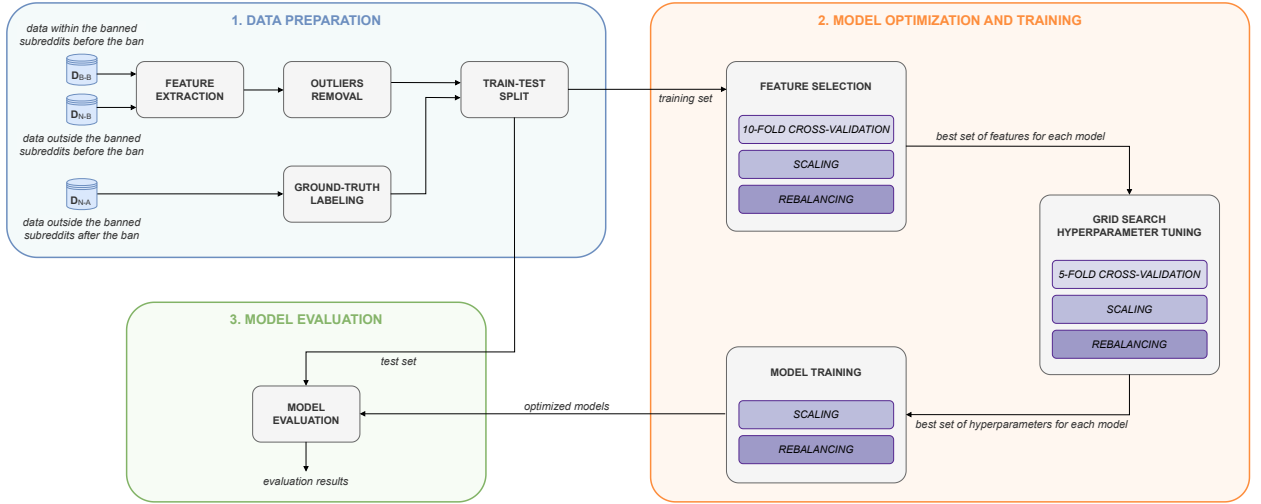 1. DATA PREPARATION
data within the banned
subreddits before the ban
D_B-B
D_N-B
data outside the banned
subreddits before the ban
FEATURE
EXTRACTION
OUTLIERS
REMOVAL
TRAIN-TEST
SPLIT
D_N-A
data outside the banned
subreddits after the ban
GROUND-TRUTH
LABELING
training set
2. MODEL OPTIMIZATION AND TRAINING
FEATURE SELECTION
10-FOLD CROSS-VALIDATION
SCALING
REBALANCING
best set of features for each model
GRID SEARCH
HYPERPARAMETER TUNING
5-FOLD CROSS-VALIDATION
SCALING
REBALANCING
best set of hyperparameters for each model
MODEL TRAINING
SCALING
REBALANCING
optimized models
3. MODEL EVALUATION
test set
MODEL
EVALUATION
evaluation results